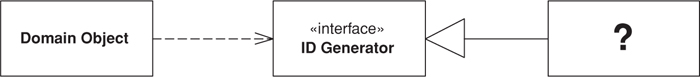 Domain Object
«interface»
ID Generator
?